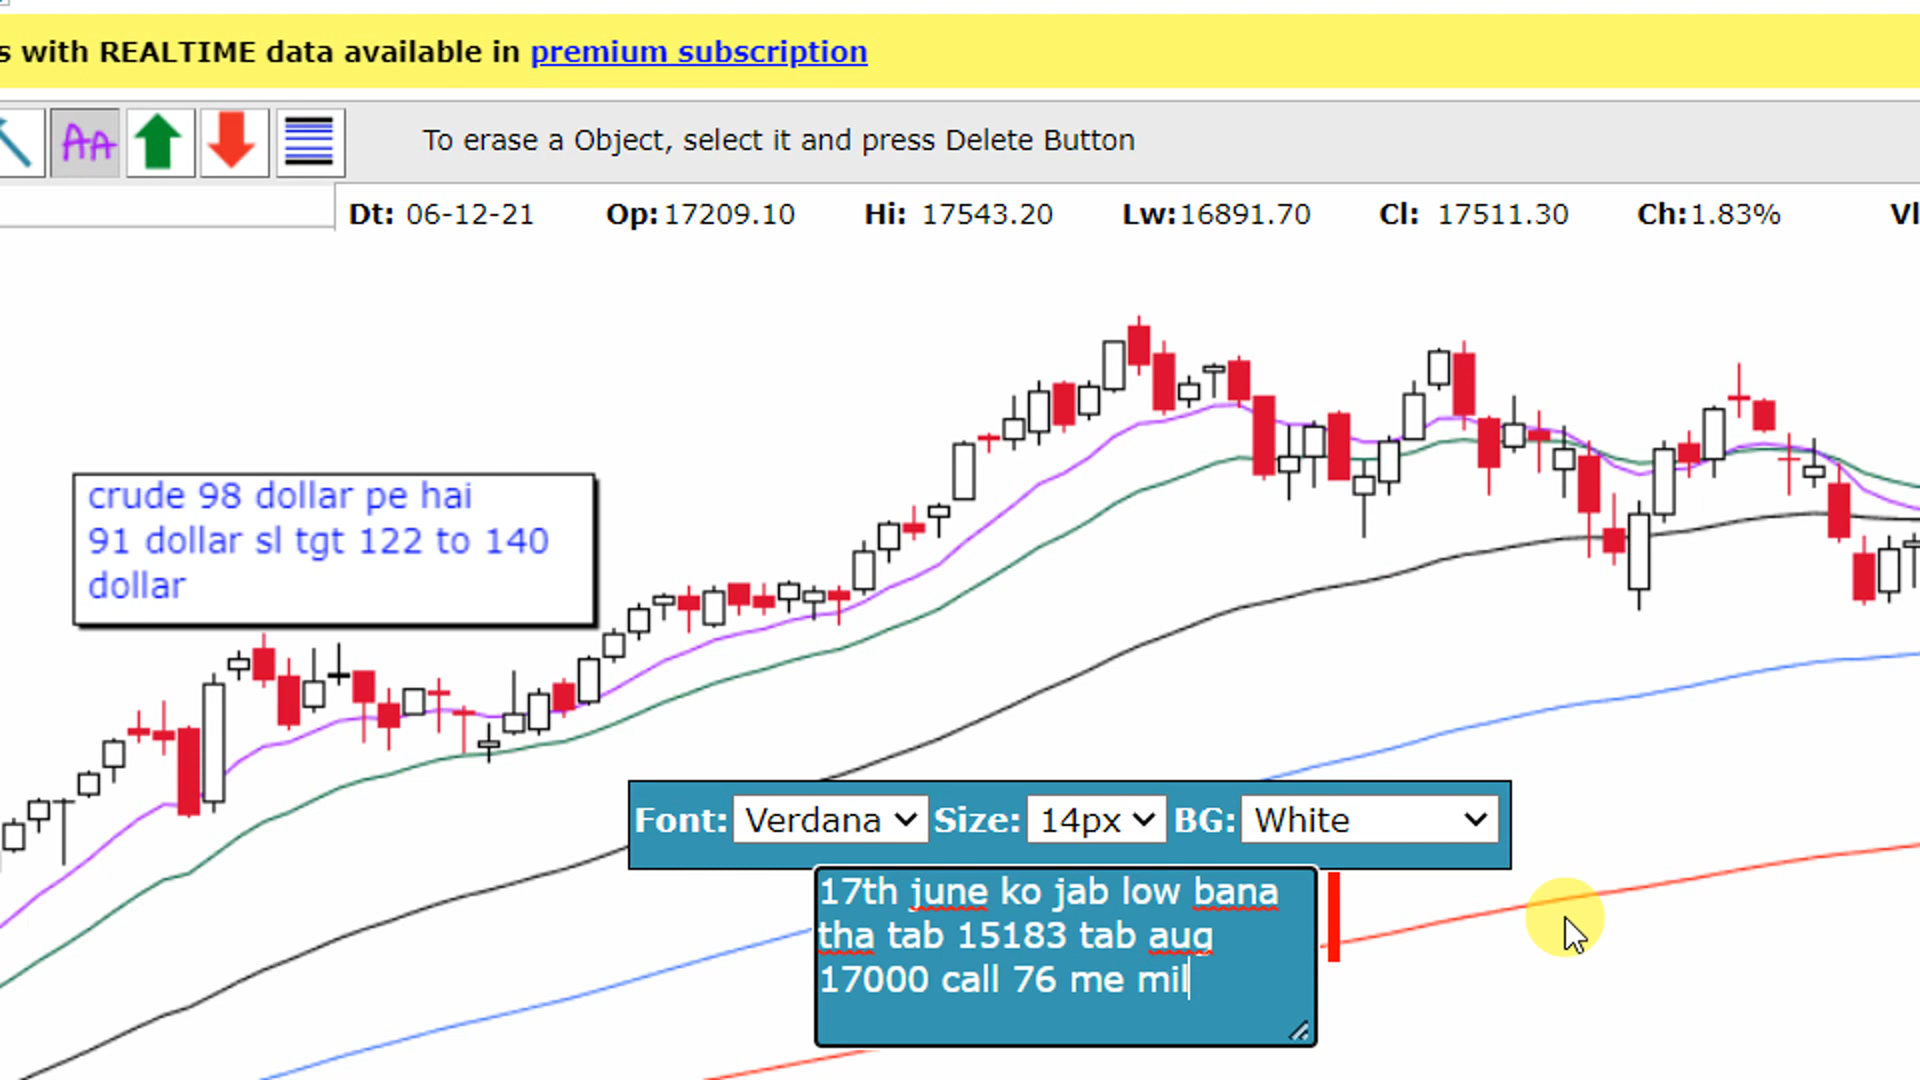 s with REALTIME data available in premium subscription
AA
To erase a Object, select it and press Delete Button
Dt: 06-12-21 Op: 17209.10 Hi: 17543.20 Lw: 16891.70 Cl: 17511.30 Ch: 1.83% Vl
crude 98 dollar pe hai
91 dollar sl tgt 122 to 140
dollar
Font: Verdana Size: 14px BG: White
17th june ko jab low bana
tha tab 15183 tab aug
17000 call 76 me mil